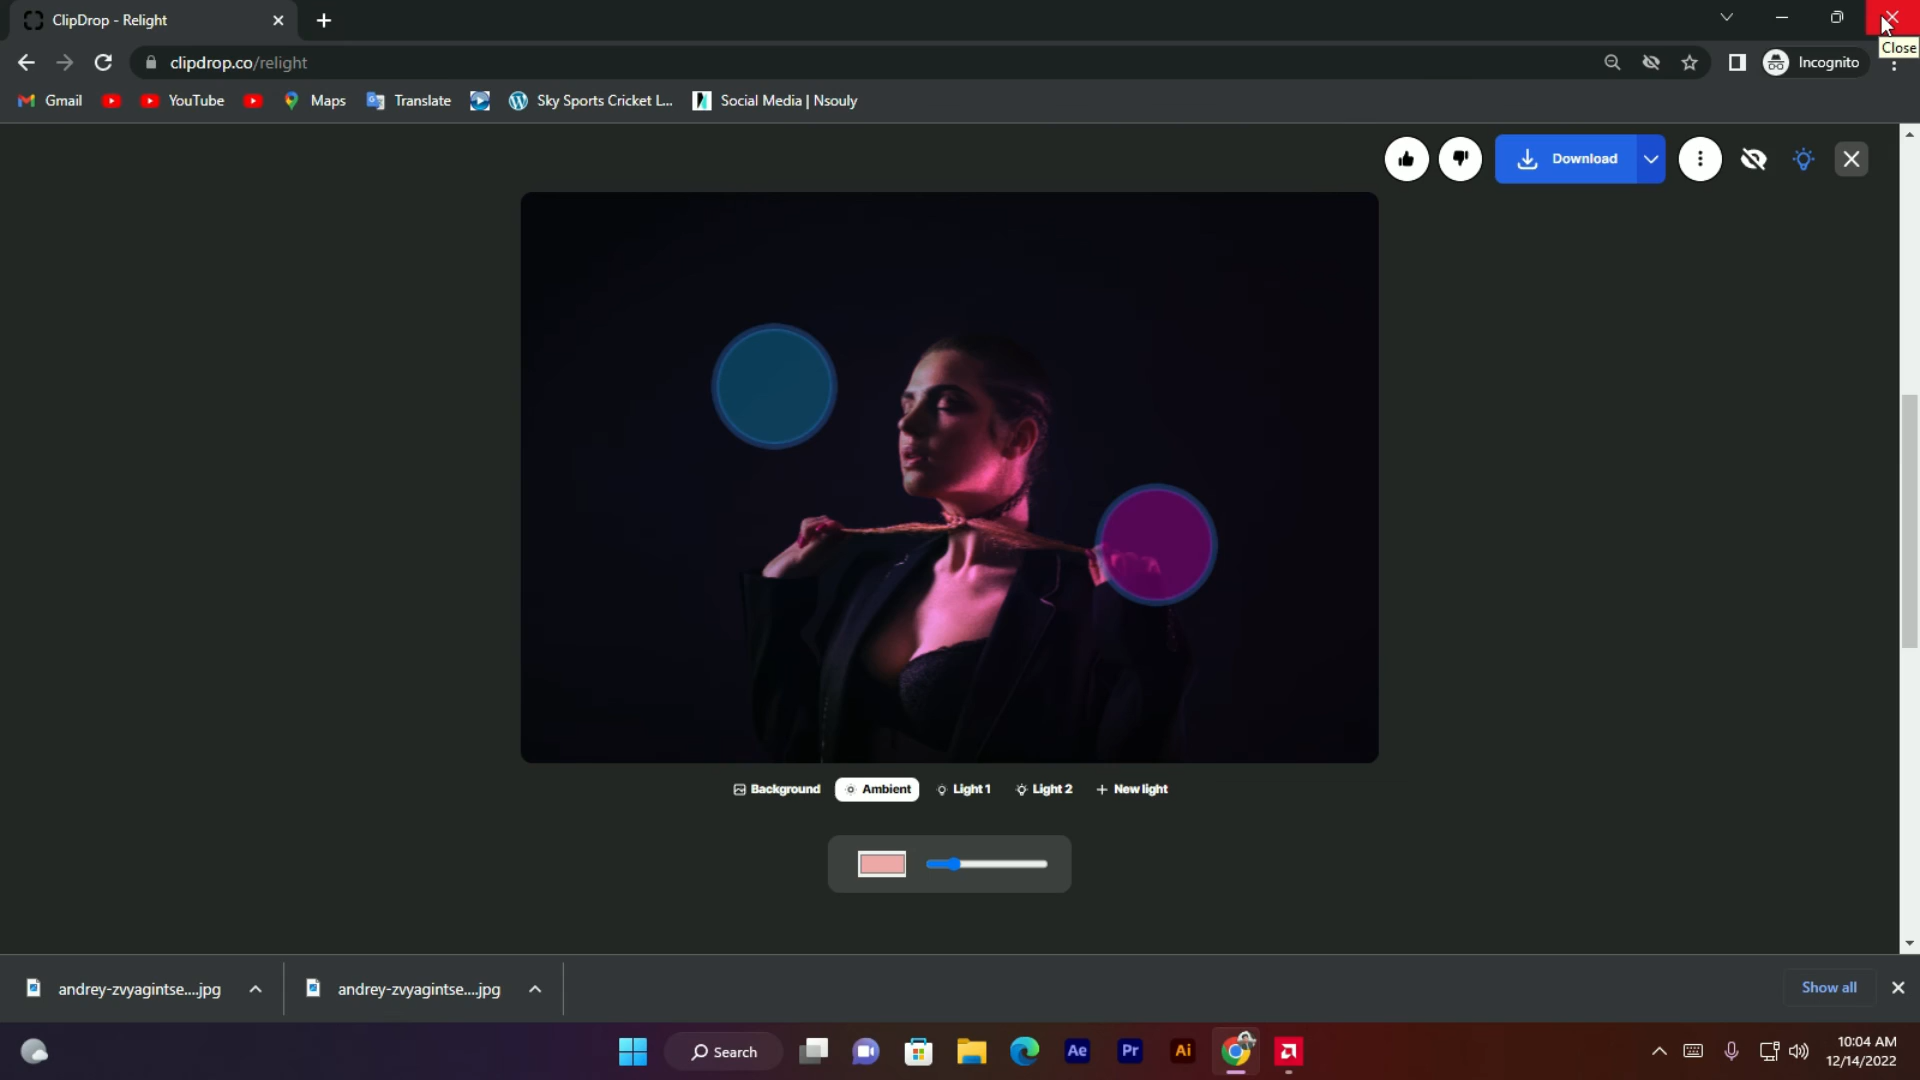 ClipDrop - Relight
Close
clipdrop.co/relight
Incognito
Gmail
YouTube
Maps
Translate
Sky Sports Cricket L...
Social Media | Nsouly
Download
Background
Ambient
Light 1
Light 2
New light
andrey-zvyagintse....jpg
andrey-zvyagintse....jpg
Show all
Search
Ae
Pr
Ai
10:04 AM
12/14/2022